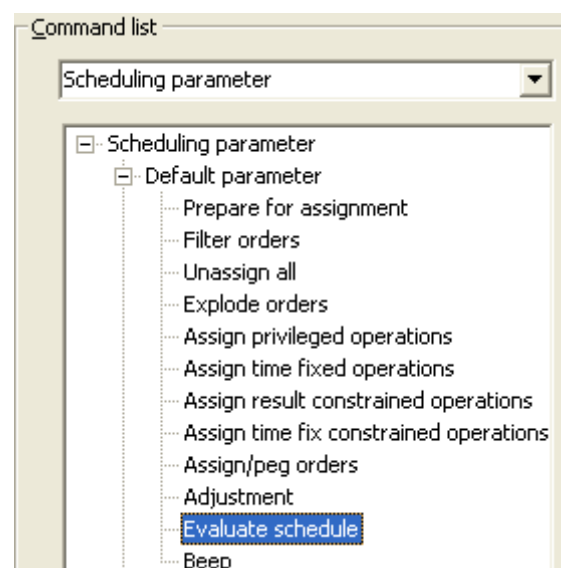 Command list
Scheduling parameter
Scheduling parameter
Default parameter
Prepare for assignment
Filter orders
Unassign all
Explode orders
Assign privileged operations
Assign time fixed operations
Assign result constrained operations
Assign time fix constrained operations
Assign/peg orders
Adjustment
Evaluate schedule
Beep